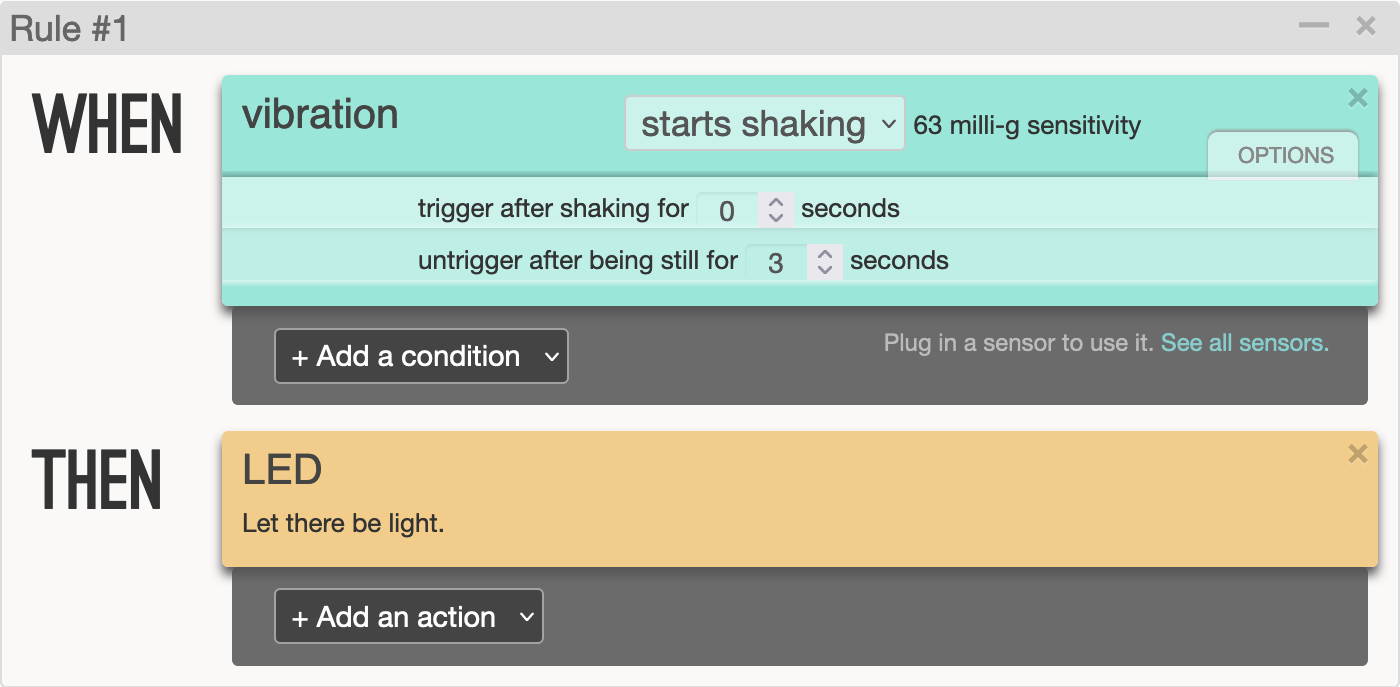 Rule #1
WHEN
vibration
starts shaking 63 milli-g sensitivity
OPTIONS
trigger after shaking for 0 seconds
untrigger after being still for 3 seconds
+ Add a condition
Plug in a sensor to use it. See all sensors.
THEN
LED
Let there be light.
+ Add an action